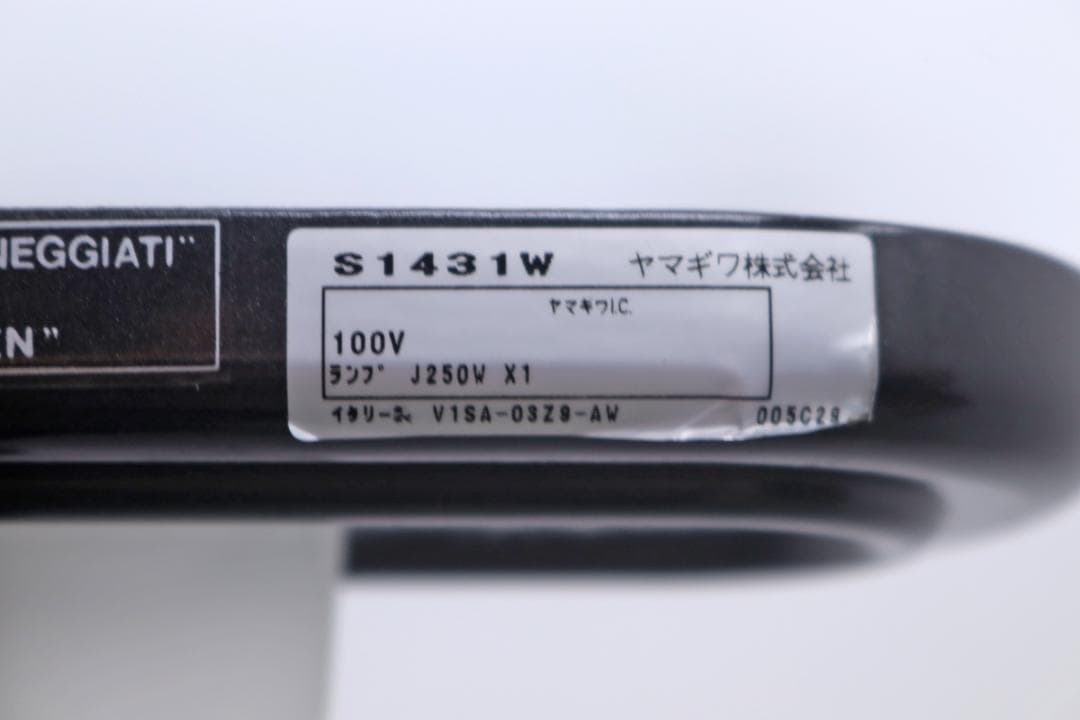 NEGGIATI"
EN"
S1431W ヤマギワ株式会社
ヤマギワI.C.
100V
ランプ J250W X1
イタリー製 V1SA-03Z9-AW 005C29